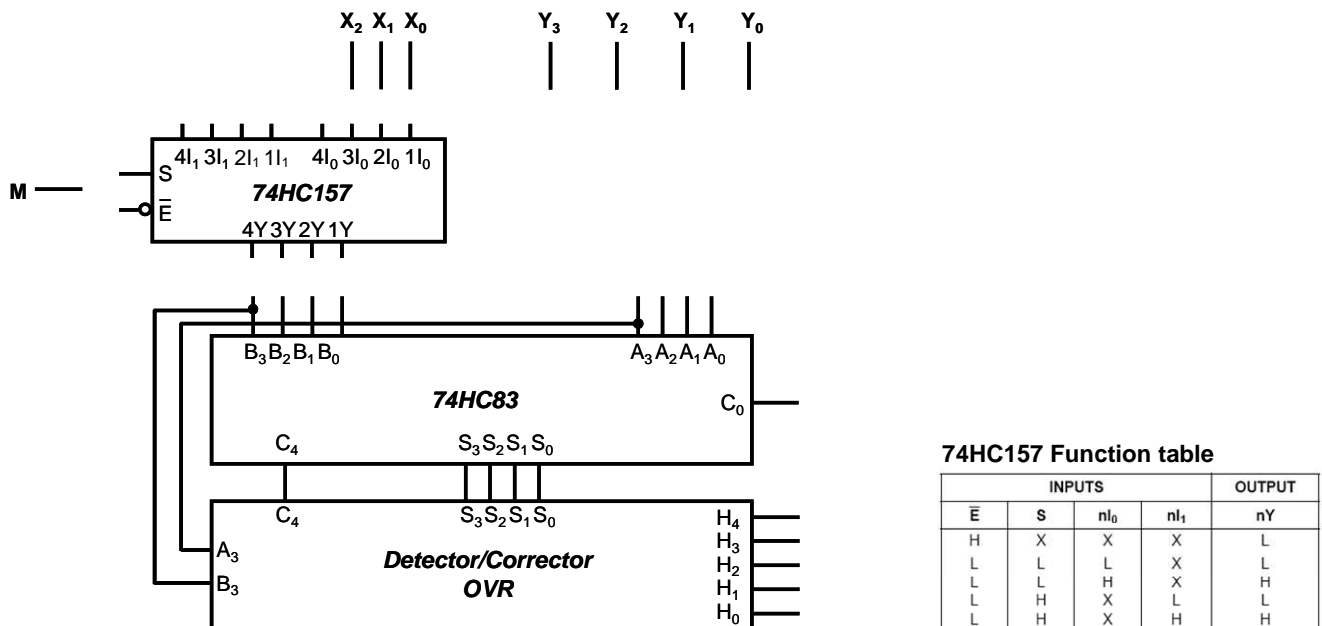 X₂ X₁ X₀ Y₃ Y₂ Y₁ Y₀
4I₁ 3I₁ 2I₁ 1I₁ 4I₀ 3I₀ 2I₀ 1I₀
M S
74HC157
E̅
4Y 3Y 2Y 1Y
B₃ B₂ B₁ B₀ A₃ A₂ A₁ A₀
74HC83 C₀
C₄ S₃ S₂ S₁ S₀
C₄ S₃ S₂ S₁ S₀
H₄
H₃
A₃ Detector/Corrector H₂
B₃ OVR H₁
H₀
74HC157 Function table
INPUTS OUTPUT
E̅ S nI₀ nI₁ nY
H X X X L
L L L X L
L L H X H
L H X L L
L H X H H